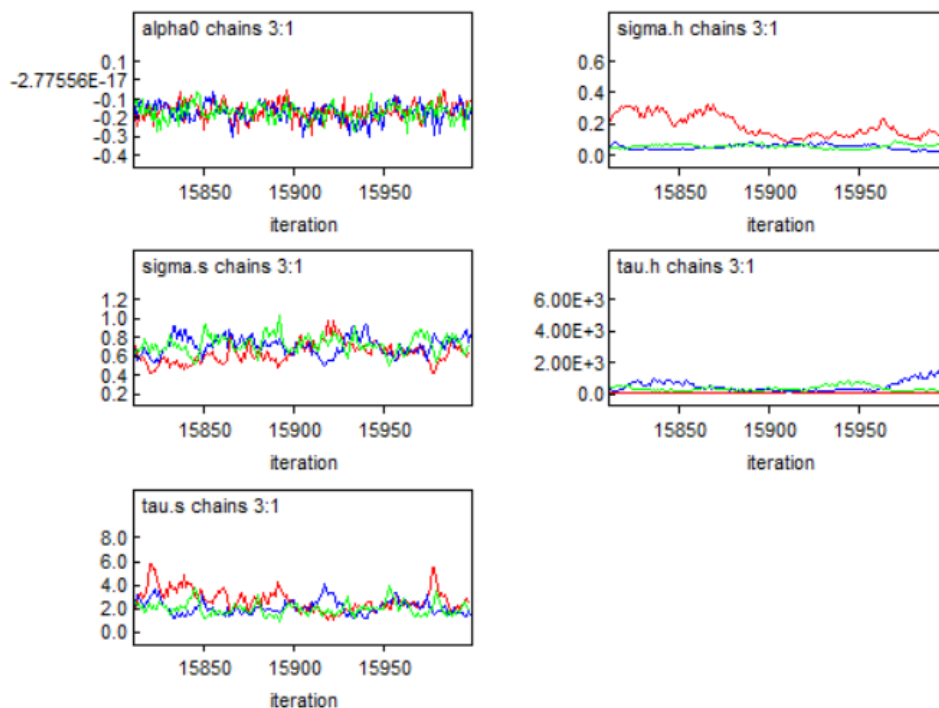 alpha0 chains 3:1
0.1
-2.77556E-17
-0.1
-0.2
-0.3
-0.4
15850 15900 15950
iteration
sigma.h chains 3:1
0.6
0.4
0.2
0.0
15850 15900 15950
iteration
sigma.s chains 3:1
1.2
1.0
0.8
0.6
0.4
0.2
15850 15900 15950
iteration
tau.h chains 3:1
6.00E+3
4.00E+3
2.00E+3
0.0
15850 15900 15950
iteration
tau.s chains 3:1
8.0
6.0
4.0
2.0
0.0
15850 15900 15950
iteration